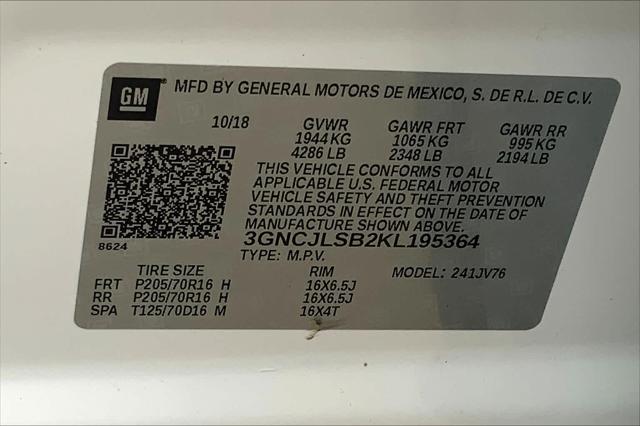 GM ® MFD BY GENERAL MOTORS DE MEXICO, S. DE R.L. DE C.V.
10/18 GVWR GAWR FRT GAWR RR
1944 KG 1065 KG 995 KG
4286 LB 2348 LB 2194 LB
THIS VEHICLE CONFORMS TO ALL
APPLICABLE U.S. FEDERAL MOTOR
VEHICLE SAFETY AND THEFT PREVENTION
STANDARDS IN EFFECT ON THE DATE OF
MANUFACTURE SHOWN ABOVE.
8624 3GNCJLSB2KL195364
TYPE: M.P.V.
TIRE SIZE RIM MODEL: 241JV76
FRT P205/70R16 H 16X6.5J
RR P205/70R16 H 16X6.5J
SPA T125/70D16 M 16X4T